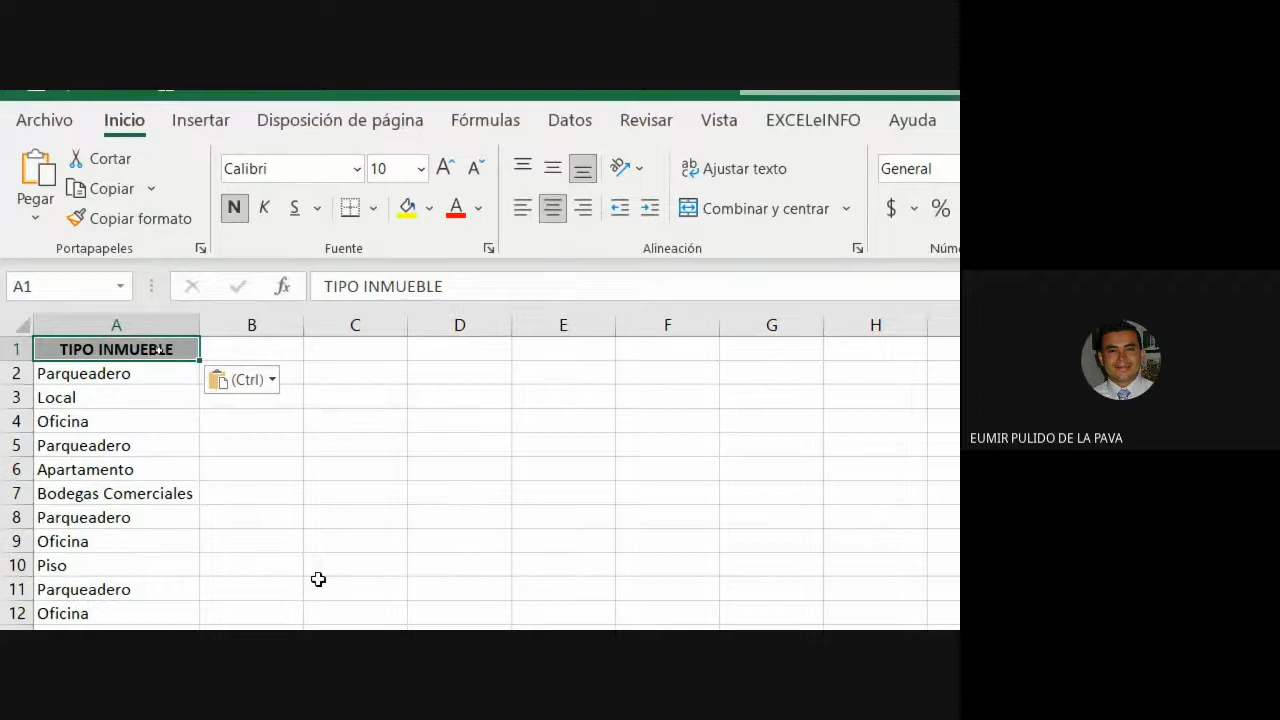 Archivo Inicio Insertar Disposición de página Fórmulas Datos Revisar Vista EXCELeINFO Ayuda
Pegar
Cortar
Copiar
Copiar formato
Portapapeles
Calibri 10
N K S A
Fuente
Ajustar texto
Combinar y centrar
Alineación
General
$ %
Núme
A1 fx TIPO INMUEBLE
A B C D E F G H
1 TIPO INMUEBLE
2 Parqueadero
(Ctrl)
3 Local
4 Oficina
5 Parqueadero
6 Apartamento
7 Bodegas Comerciales
8 Parqueadero
9 Oficina
10 Piso
11 Parqueadero
12 Oficina
EUMIR PULIDO DE LA PAVA